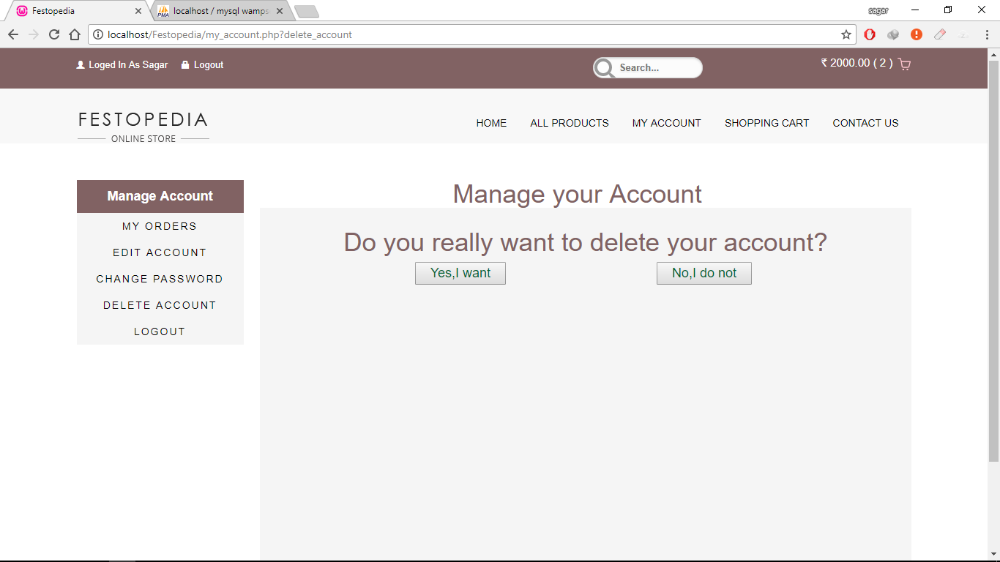 Festopedia
localhost / mysql wamps
sagar
localhost/Festopedia/my_account.php?delete_account
Loged In As Sagar
Logout
Search...
₹ 2000.00 ( 2 )
FESTOPEDIA
ONLINE STORE
HOME
ALL PRODUCTS
MY ACCOUNT
SHOPPING CART
CONTACT US
Manage Account
MY ORDERS
EDIT ACCOUNT
CHANGE PASSWORD
DELETE ACCOUNT
LOGOUT
Manage your Account
Do you really want to delete your account?
Yes,I want
No,I do not